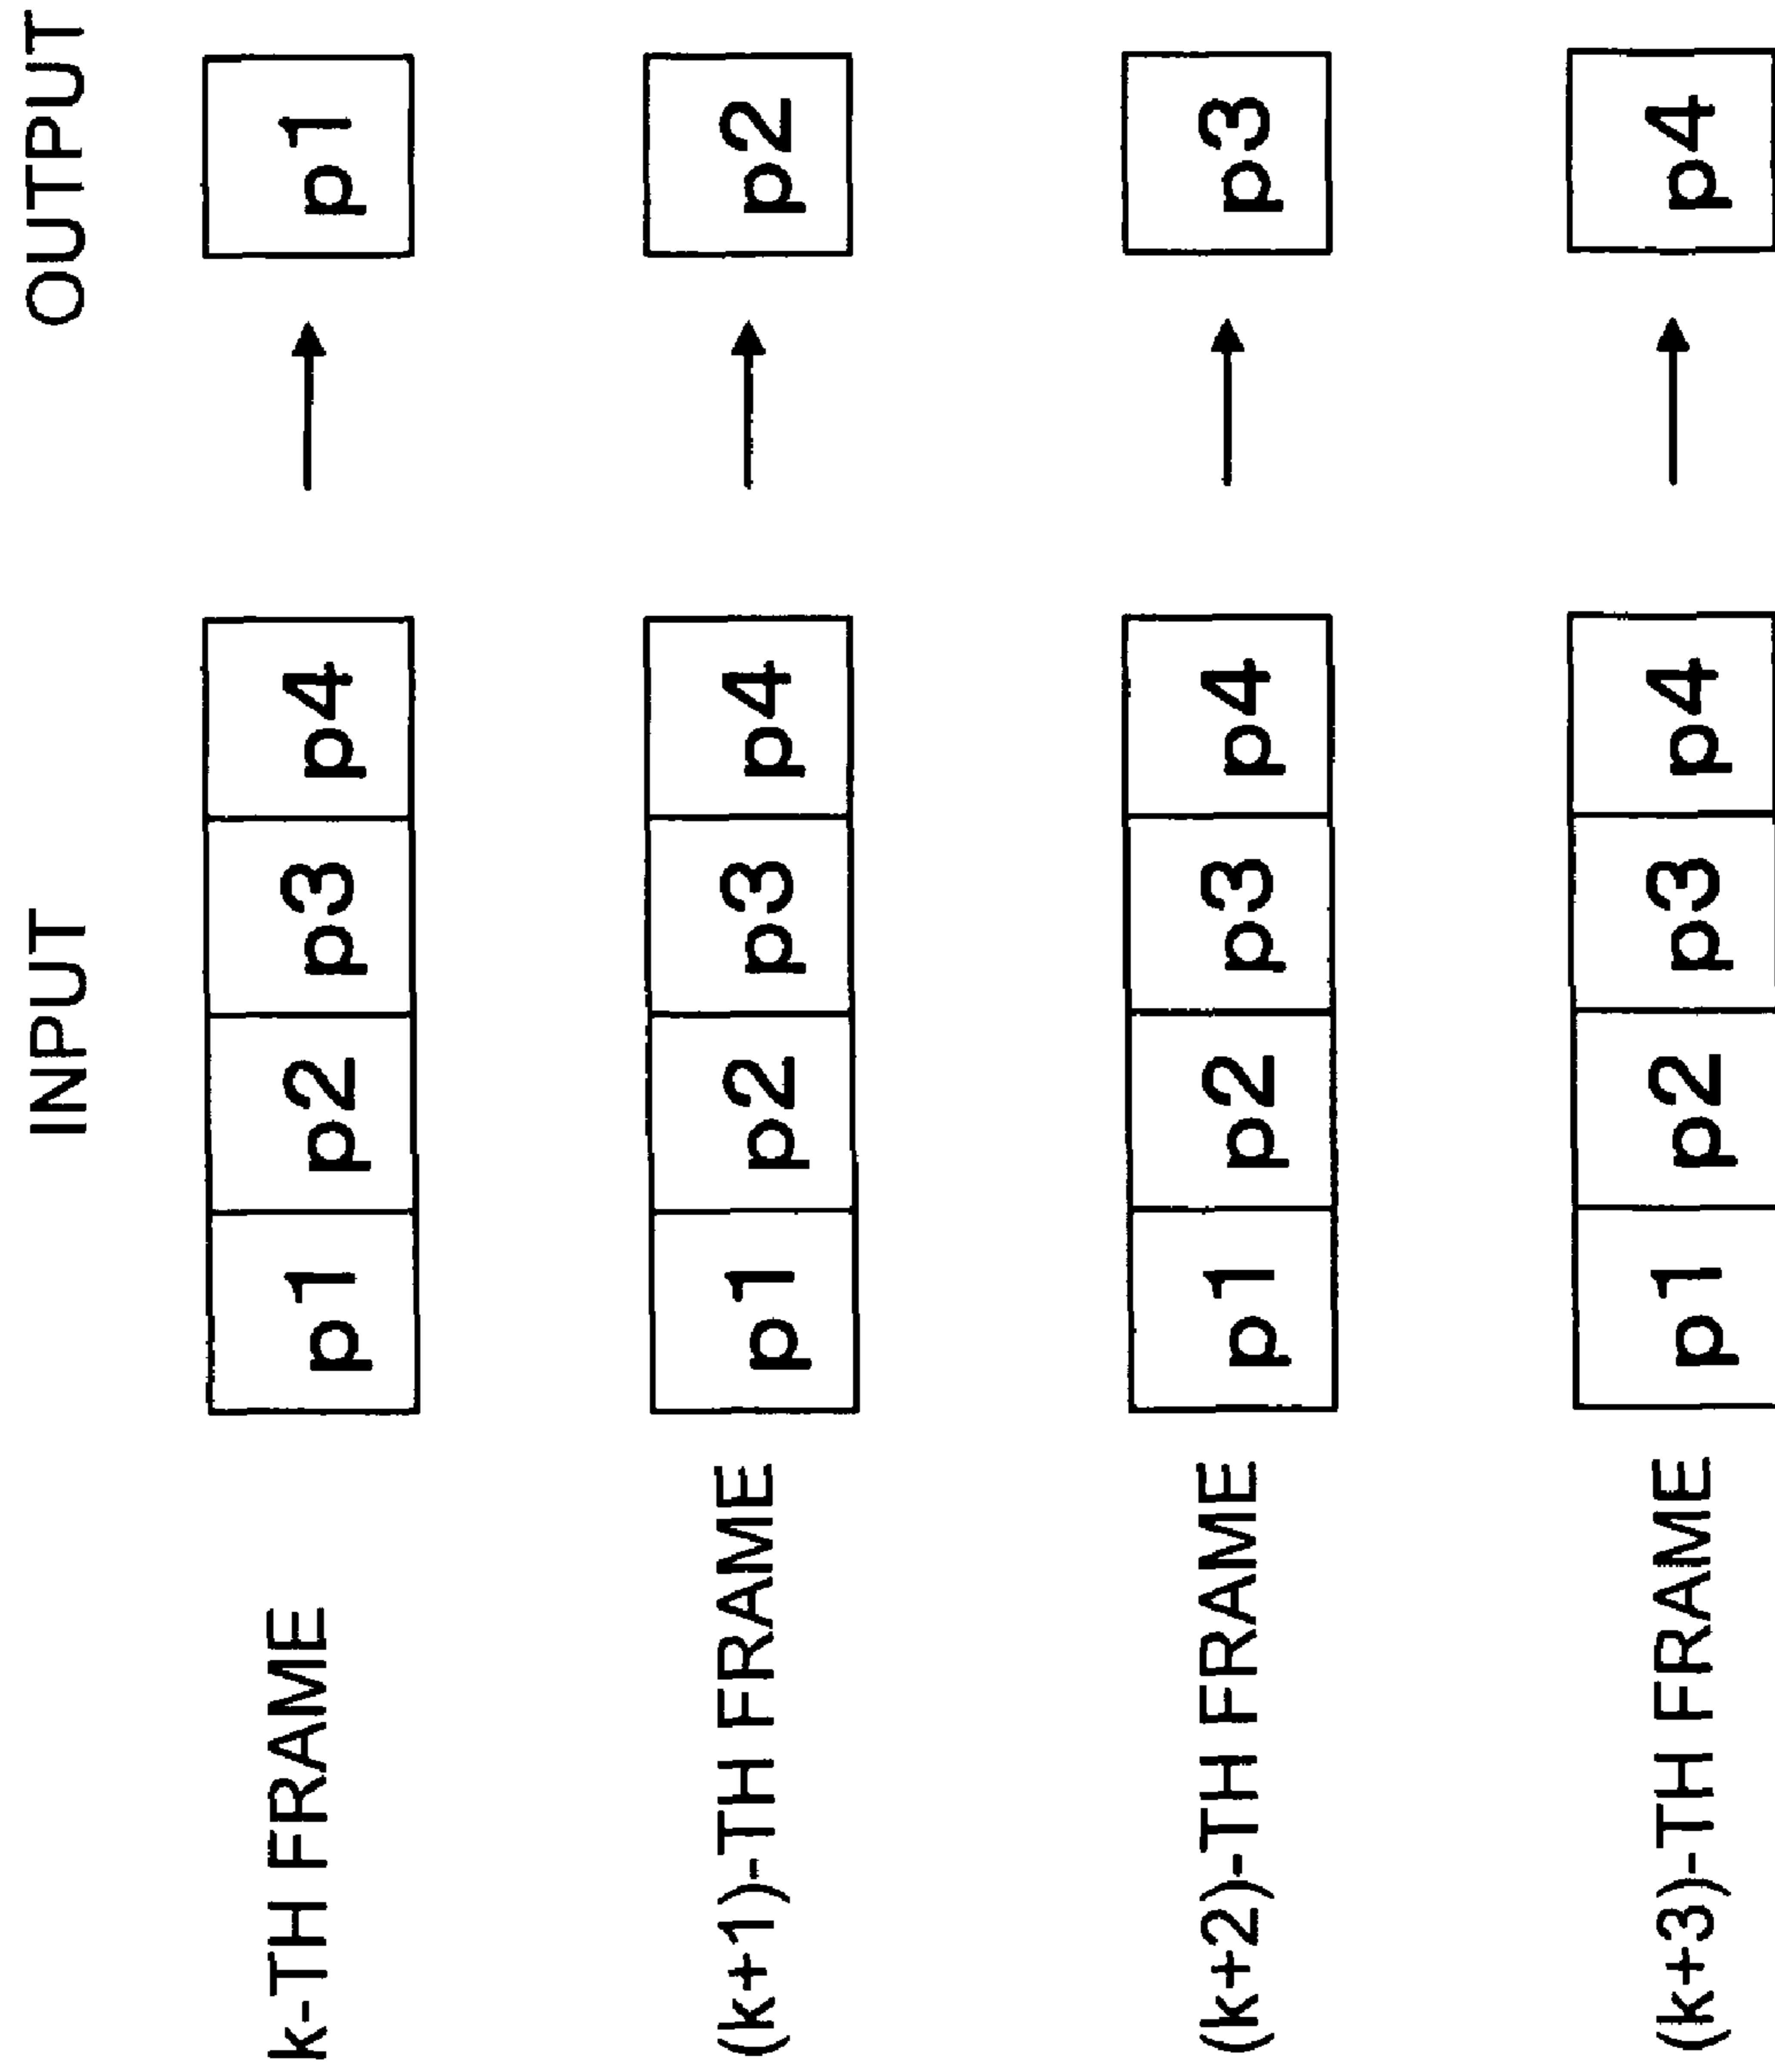 INPUT OUTPUT
k-TH FRAME p1 p2 p3 p4 p1
(k+1)-TH FRAME p1 p2 p3 p4 p2
(k+2)-TH FRAME p1 p2 p3 p4 p3
(k+3)-TH FRAME p1 p2 p3 p4 p4